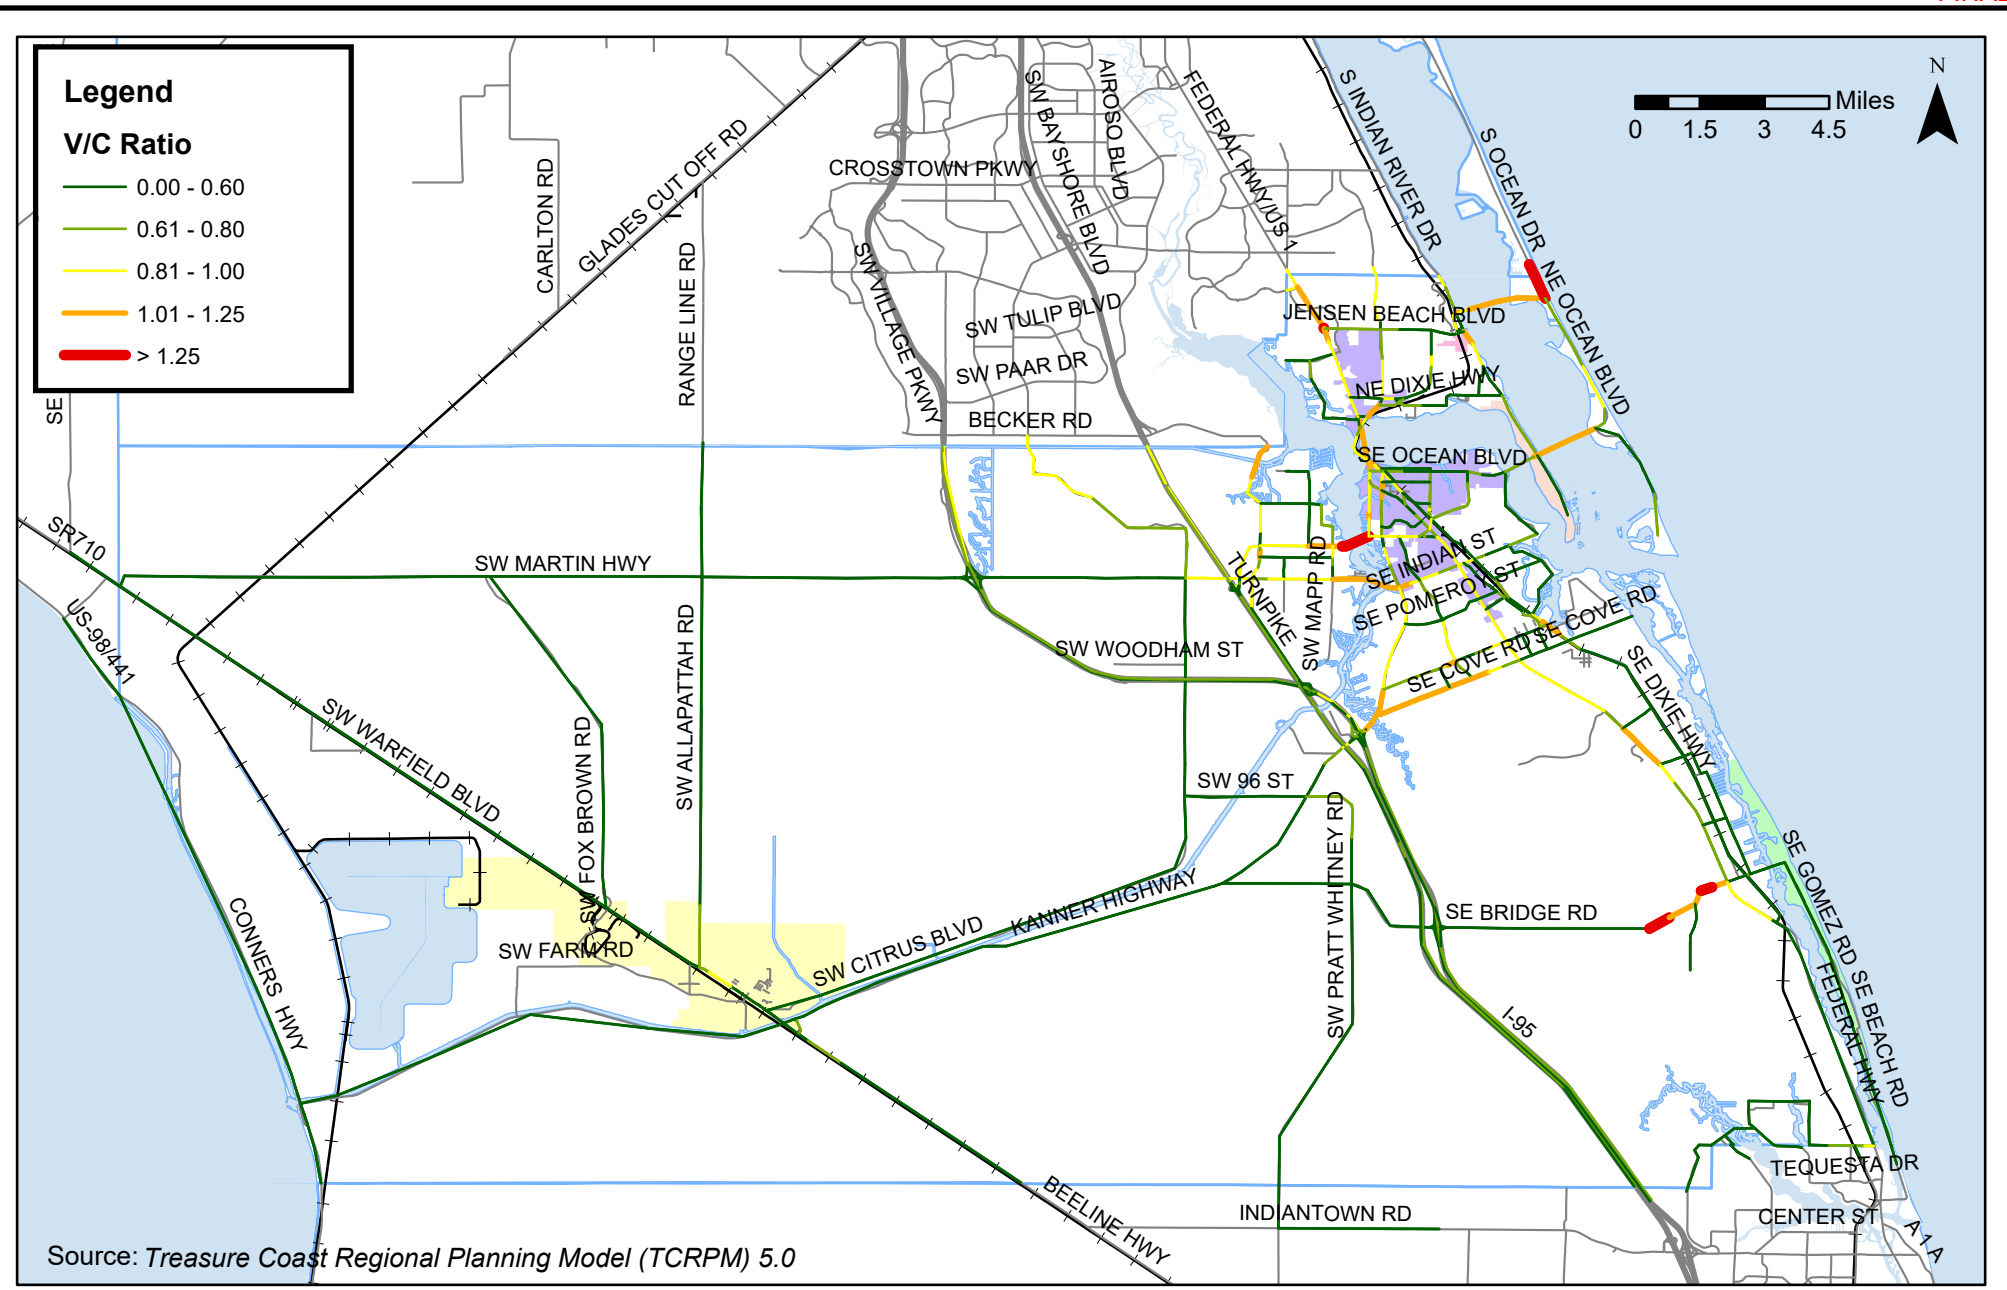 Legend
V/C Ratio
0.00 - 0.60
0.61 - 0.80
0.81 - 1.00
1.01 - 1.25
> 1.25
N
Miles
0 1.5 3 4.5
CARLTON RD
GLADES CUT OFF RD
RANGE LINE RD
CROSSTOWN PKWY
SW BAYSHORE BLVD
AIROSO BLVD
FEDERAL HWY/US 1
S INDIAN RIVER DR
S OCEAN DR
NE OCEAN BLVD
SW VILLAGE PKWY
SW TULIP BLVD
SW PAAR DR
BECKER RD
JENSEN BEACH BLVD
NE DIXIE HWY
SE OCEAN BLVD
SE
SR710
US-98/441
SW MARTIN HWY
SW ALLAPATTAH RD
SW WOODHAM ST
TURNPIKE
SW MAPP RD
SE INDIAN ST
SE POMEROY ST
SE COVE RD
SE COVE RD
SE DIXIE HWY
SW WARFIELD BLVD
SW FOX BROWN RD
SW 96 ST
SW PRATT WHITNEY RD
SE BRIDGE RD
SE GOMEZ RD
SE BEACH RD
FEDERAL HWY
CONNERS HWY
SW FARM RD
SW CITRUS BLVD
KANNER HIGHWAY
I-95
BEELINE HWY
INDIANTOWN RD
TEQUESTA DR
CENTER ST
A 1 A
Source: Treasure Coast Regional Planning Model (TCRPM) 5.0